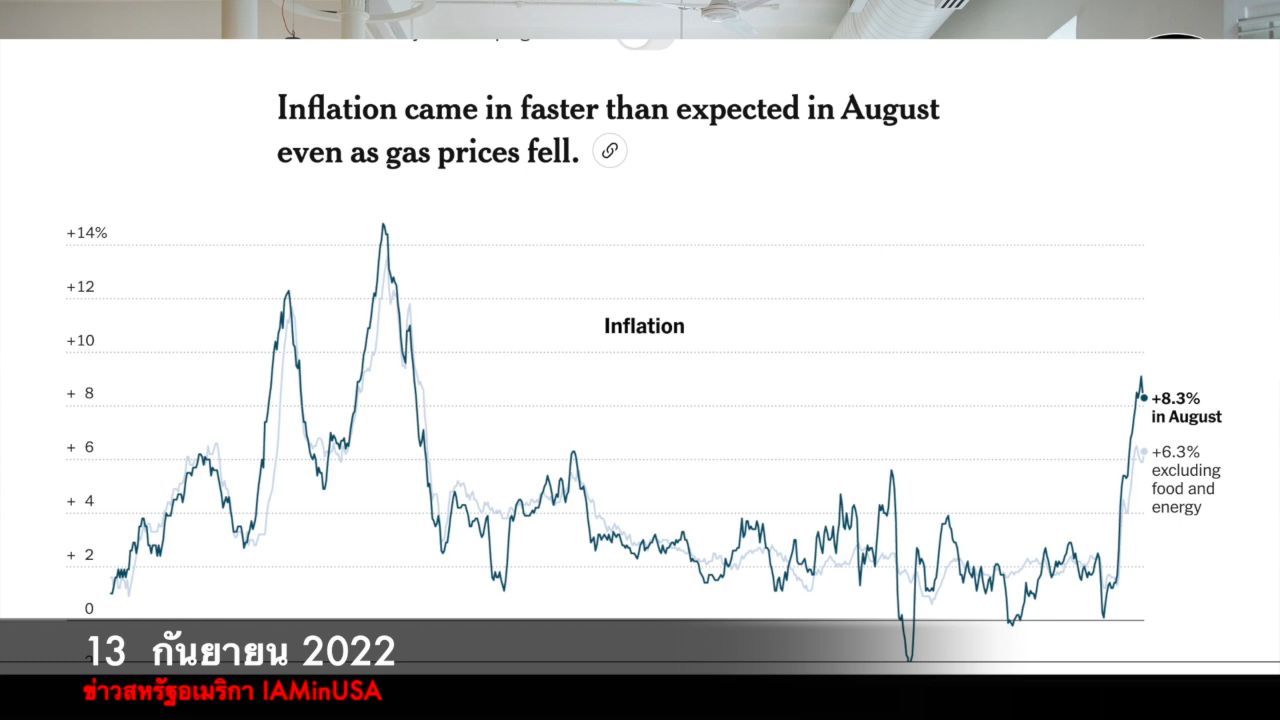 Inflation came in faster than expected in August
even as gas prices fell.
+14%
+12
+10
+ 8
+ 6
+ 4
+ 2
0
Inflation
+8.3%
in August
+6.3%
excluding
food and
energy
13 กันยายน 2022
ข่าวสหรัฐอเมริกา IAMinUSA